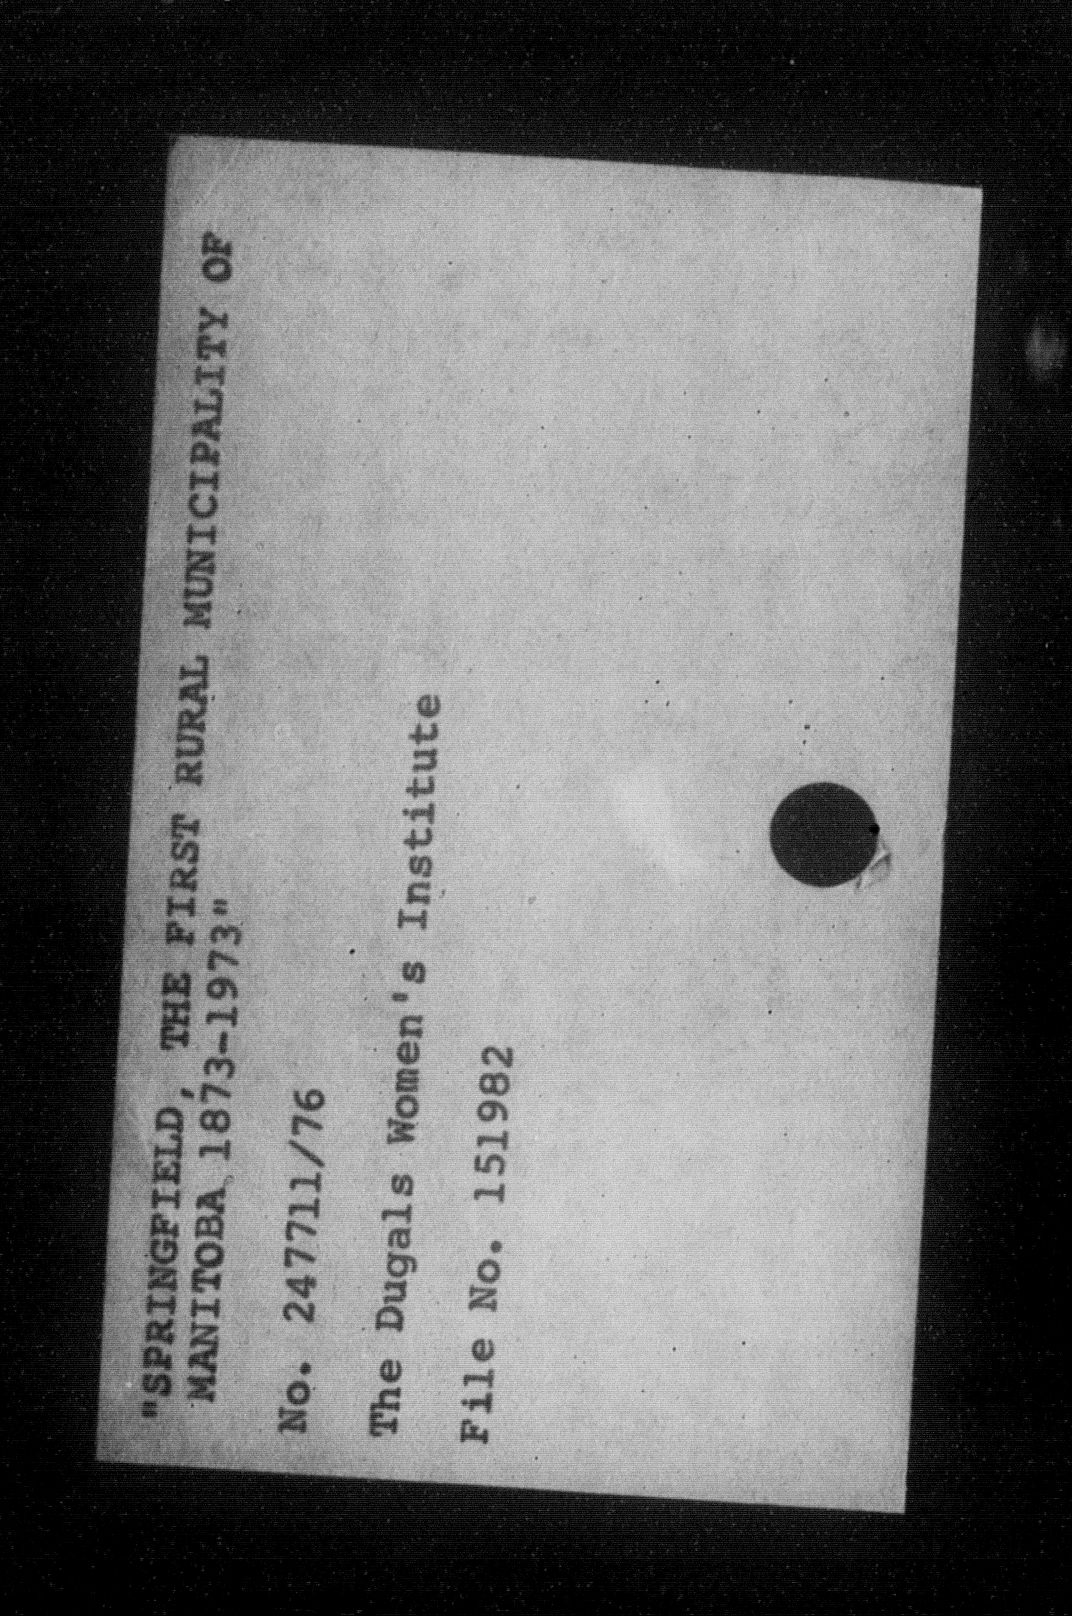 "SPRINGFIELD, THE FIRST RURAL MUNICIPALITY OF
MANITOBA 1873-1973"
No. 247711/76
The Dugals Women's Institute
File No. 151982